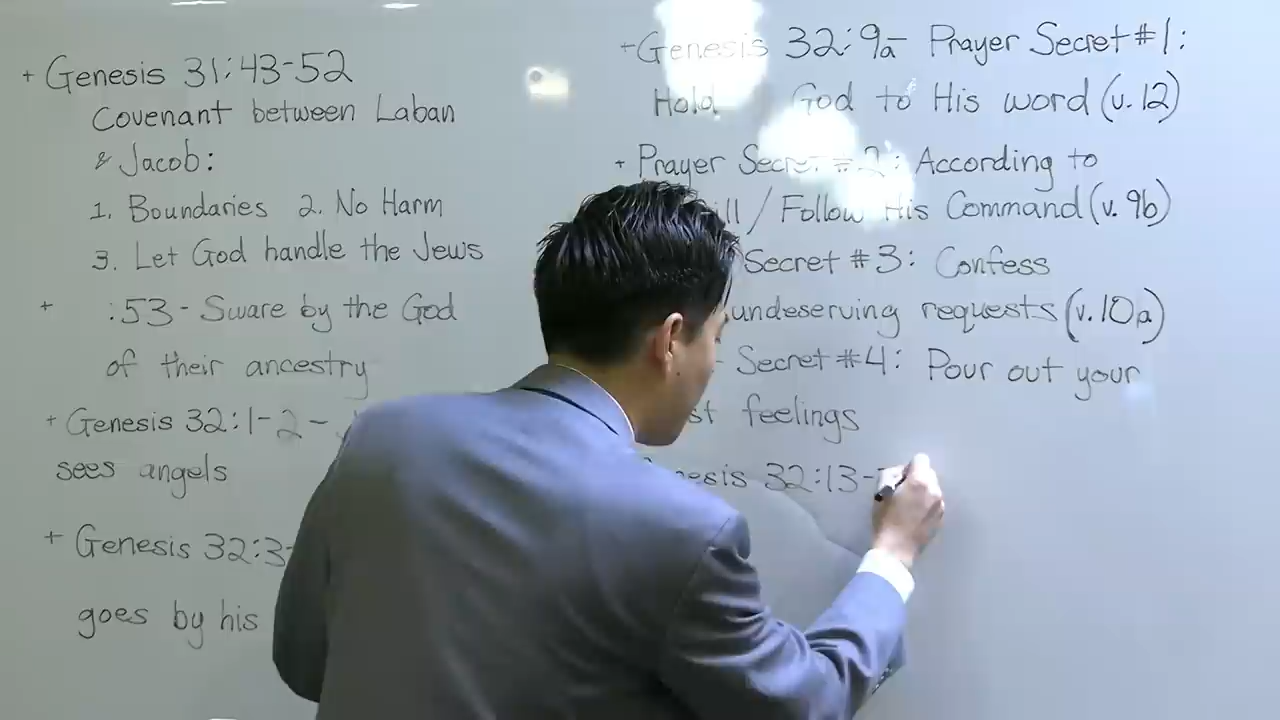 + Genesis 31:43-52
Covenant between Laban
& Jacob:
1. Boundaries 2. No Harm
3. Let God handle the Jews
+ :53 - Sware by the God
of their ancestry
+ Genesis 32:1-2 -
sees angels
+ Genesis 32:3-
goes by his
+Genesis 32:9a- Prayer Secret #1:
Hold God to His word (v. 12)
+ Prayer Secret #2: According to
/ Follow His Command (v. 9b)
Secret #3: Confess
undeserving requests (v. 10a)
- Secret #4: Pour out your
feelings
32:13-